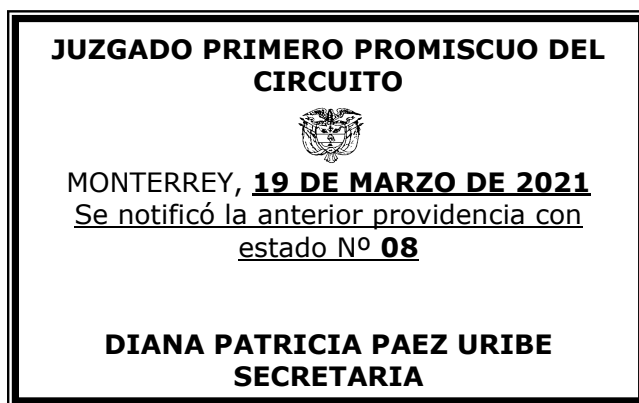 JUZGADO PRIMERO PROMISCUO DEL
CIRCUITO
MONTERREY, 19 DE MARZO DE 2021
Se notificó la anterior providencia con
estado Nº 08
DIANA PATRICIA PAEZ URIBE
SECRETARIA